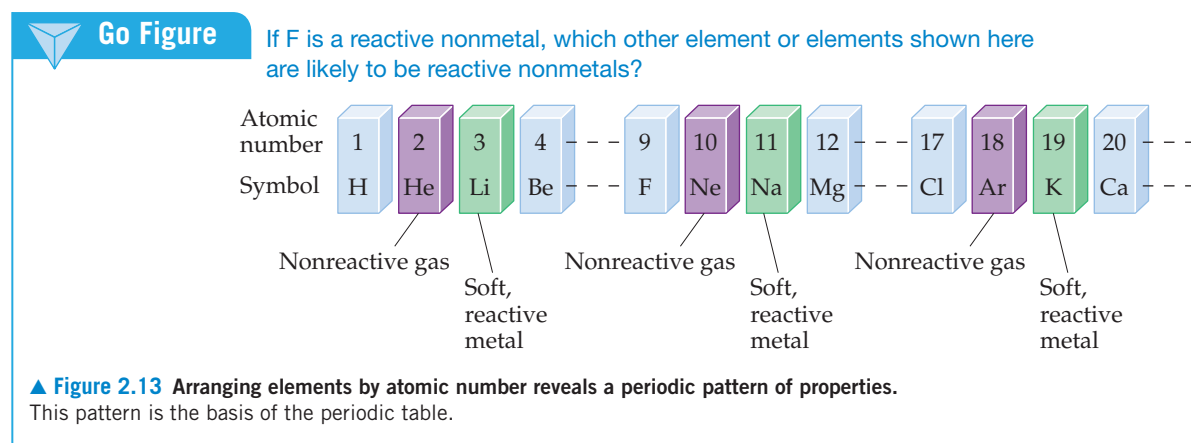 Go Figure
If F is a reactive nonmetal, which other element or elements shown here
are likely to be reactive nonmetals?
Atomic
number 1 2 3 4 9 10 11 12 17 18 19 20
Symbol H He Li Be F Ne Na Mg Cl Ar K Ca
Nonreactive gas Nonreactive gas Nonreactive gas
Soft, Soft, Soft,
reactive reactive reactive
metal metal metal
▲ Figure 2.13 Arranging elements by atomic number reveals a periodic pattern of properties.
This pattern is the basis of the periodic table.